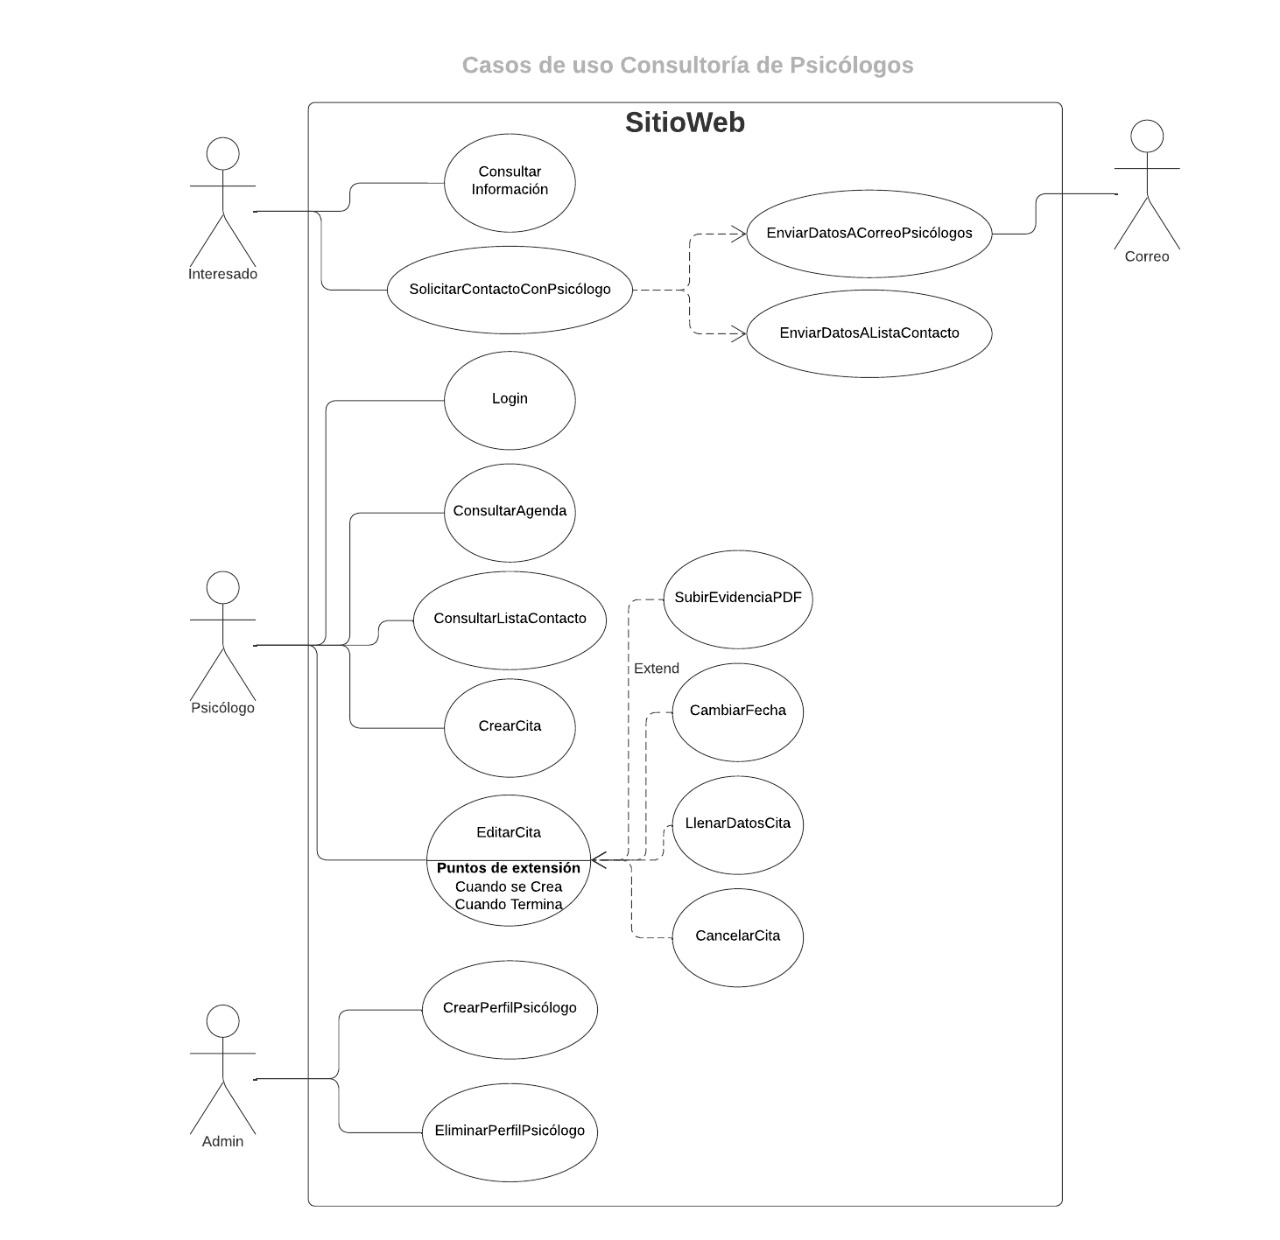 Casos de uso Consultoría de Psicólogos
SitioWeb
Consultar
Información
Interesado
SolicitarContactoConPsicólogo
EnviarDatosACorreoPsicólogos
Correo
EnviarDatosAListaContacto
Login
ConsultarAgenda
ConsultarListaContacto
Psicólogo
CrearCita
SubirEvidenciaPDF
Extend
CambiarFecha
LlenarDatosCita
CancelarCita
EditarCita
Puntos de extensión
Cuando se Crea
Cuando Termina
CrearPerfilPsicólogo
Admin
EliminarPerfilPsicólogo